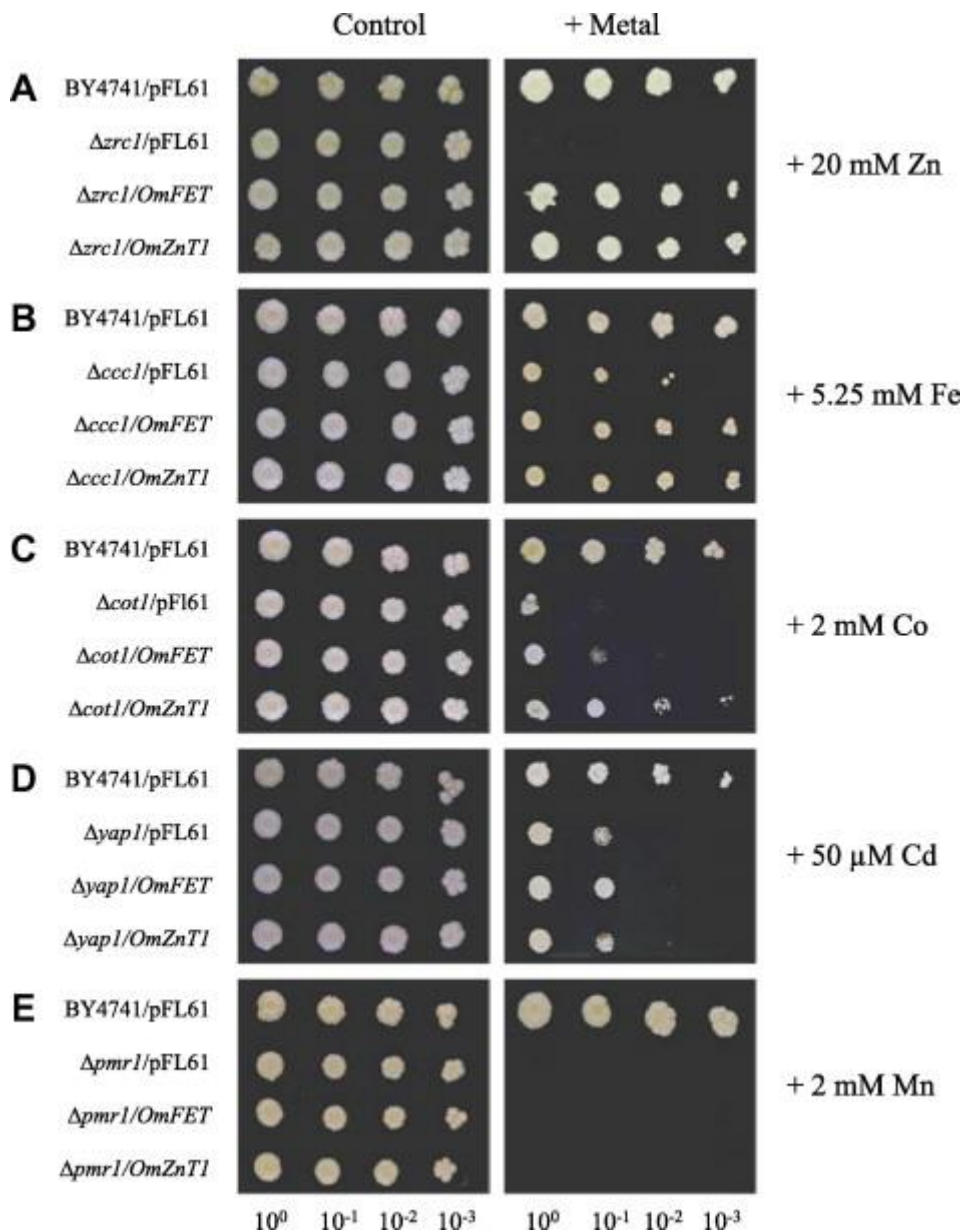 Control + Metal
A BY4741/pFL61
Δzrc1/pFL61
+ 20 mM Zn
Δzrc1/OmFET
Δzrc1/OmZnT1
B BY4741/pFL61
Δccc1/pFL61
+ 5.25 mM Fe
Δccc1/OmFET
Δccc1/OmZnT1
C BY4741/pFL61
Δcot1/pFl61
+ 2 mM Co
Δcot1/OmFET
Δcot1/OmZnT1
D BY4741/pFL61
Δyap1/pFL61
+ 50 µM Cd
Δyap1/OmFET
Δyap1/OmZnT1
E BY4741/pFL61
Δpmr1/pFL61
+ 2 mM Mn
Δpmr1/OmFET
Δpmr1/OmZnT1
10⁰ 10⁻¹ 10⁻² 10⁻³ 10⁰ 10⁻¹ 10⁻² 10⁻³